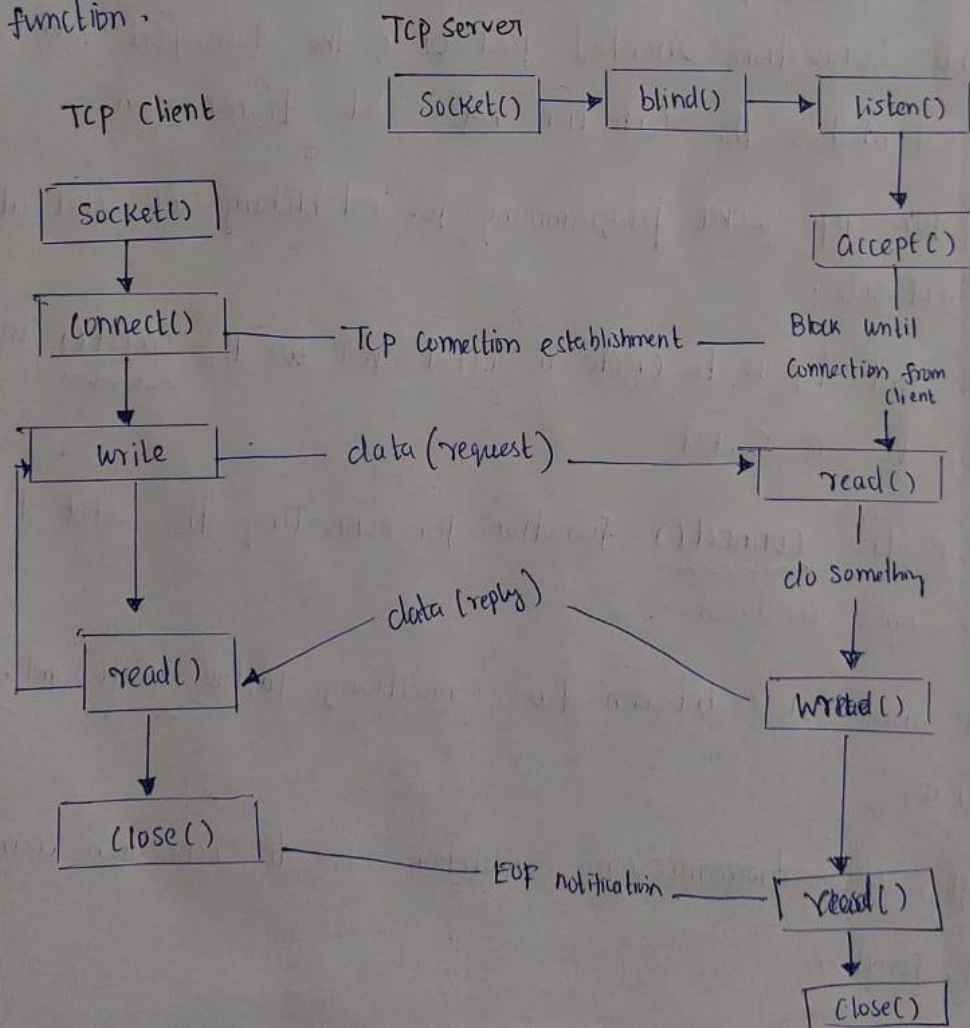 function.
TCP server
Socket() blind() listen()
TCP Client
Socket()
accept()
Connect() TCP Connection establishment Block until
Connection from
Client
write data (request) read()
do something
data (reply)
read()
Close()
EOF notification read()
Close()